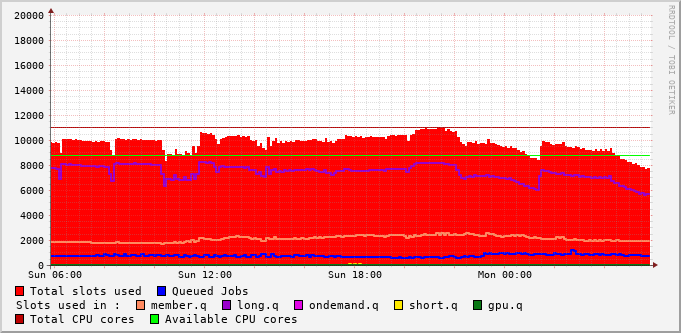 20000
18000
16000
14000
12000
10000
8000
6000
4000
2000
0
Sun 06:00 Sun 12:00 Sun 18:00 Mon 00:00
RRDTOOL / TOBI OETIKER
Total slots used Queued Jobs
Slots used in : member.q long.q ondemand.q short.q gpu.q
Total CPU cores Available CPU cores